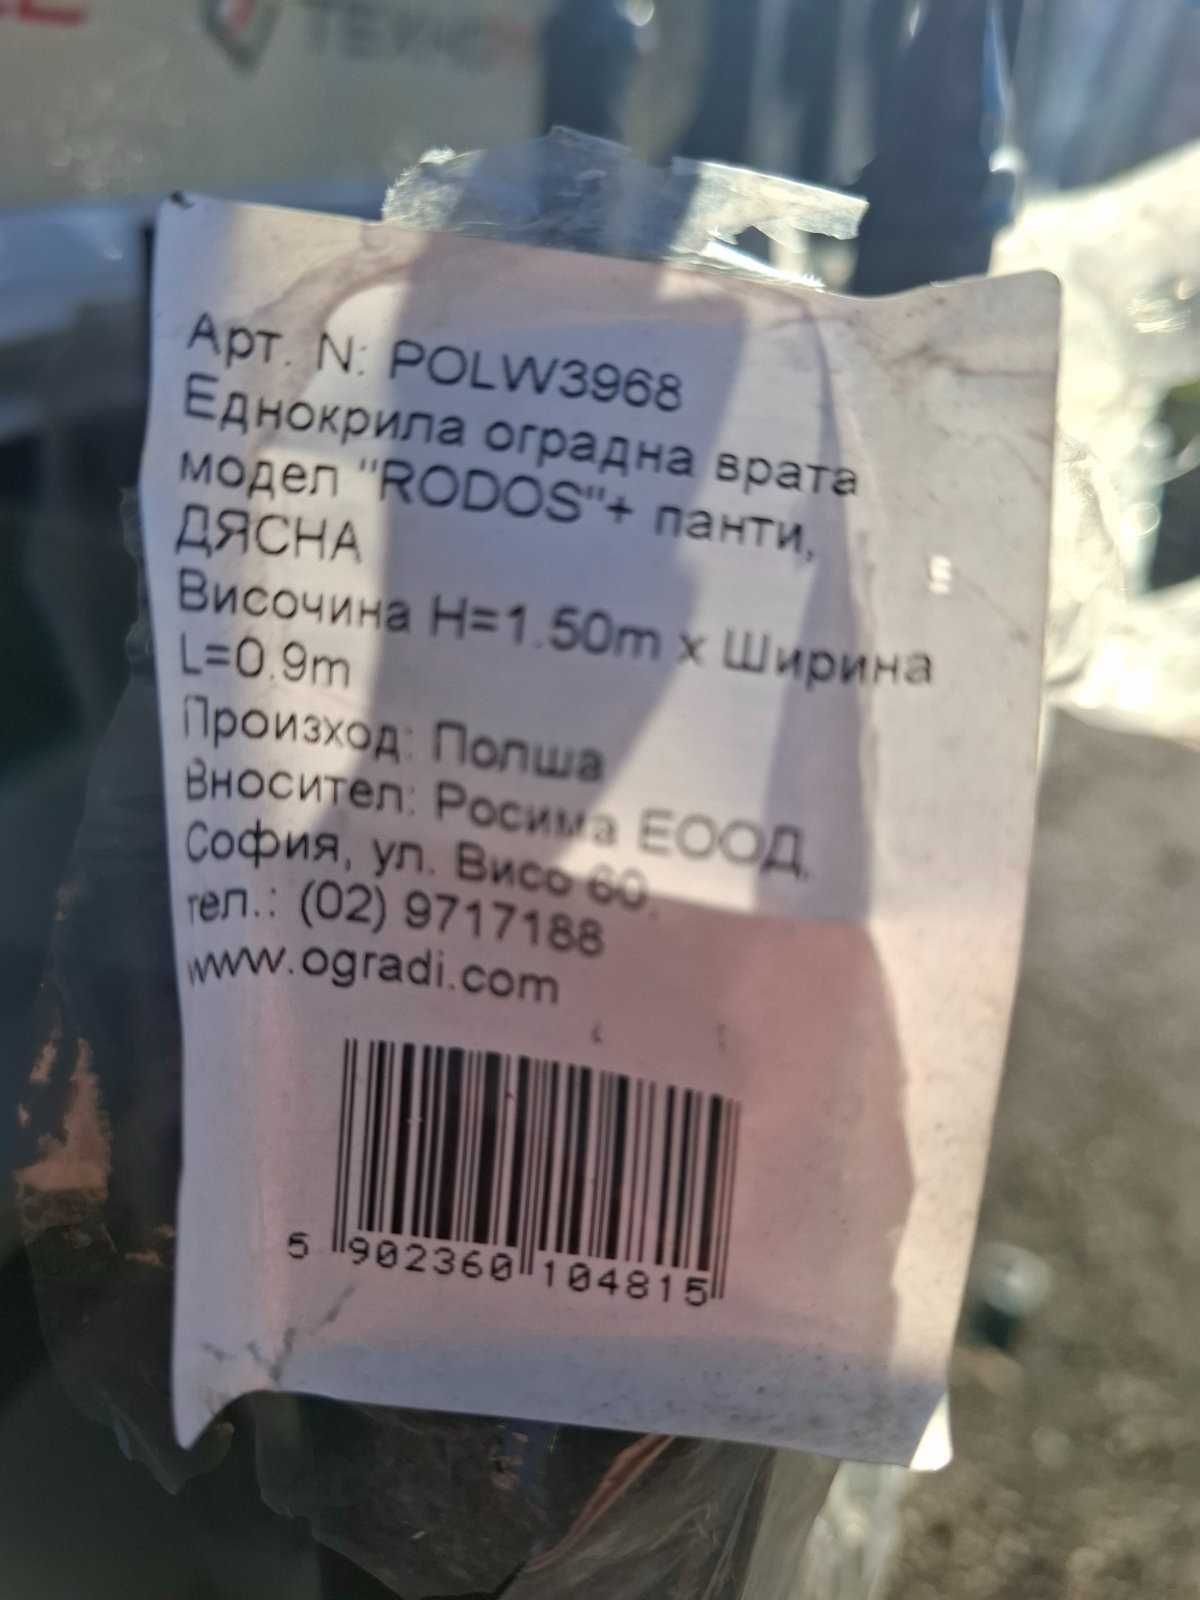 Арт. N: POLW3968
Еднокрила оградна врата
модел "RODOS"+ панти,
ДЯСНА
Височина H=1.50m x Ширина
L=0.9m
Произход: Полша
Вносител: Росима ЕООД,
София, ул. Висо 60.
тел.: (02) 9717188
www.ogradi.com
5 902360 104815